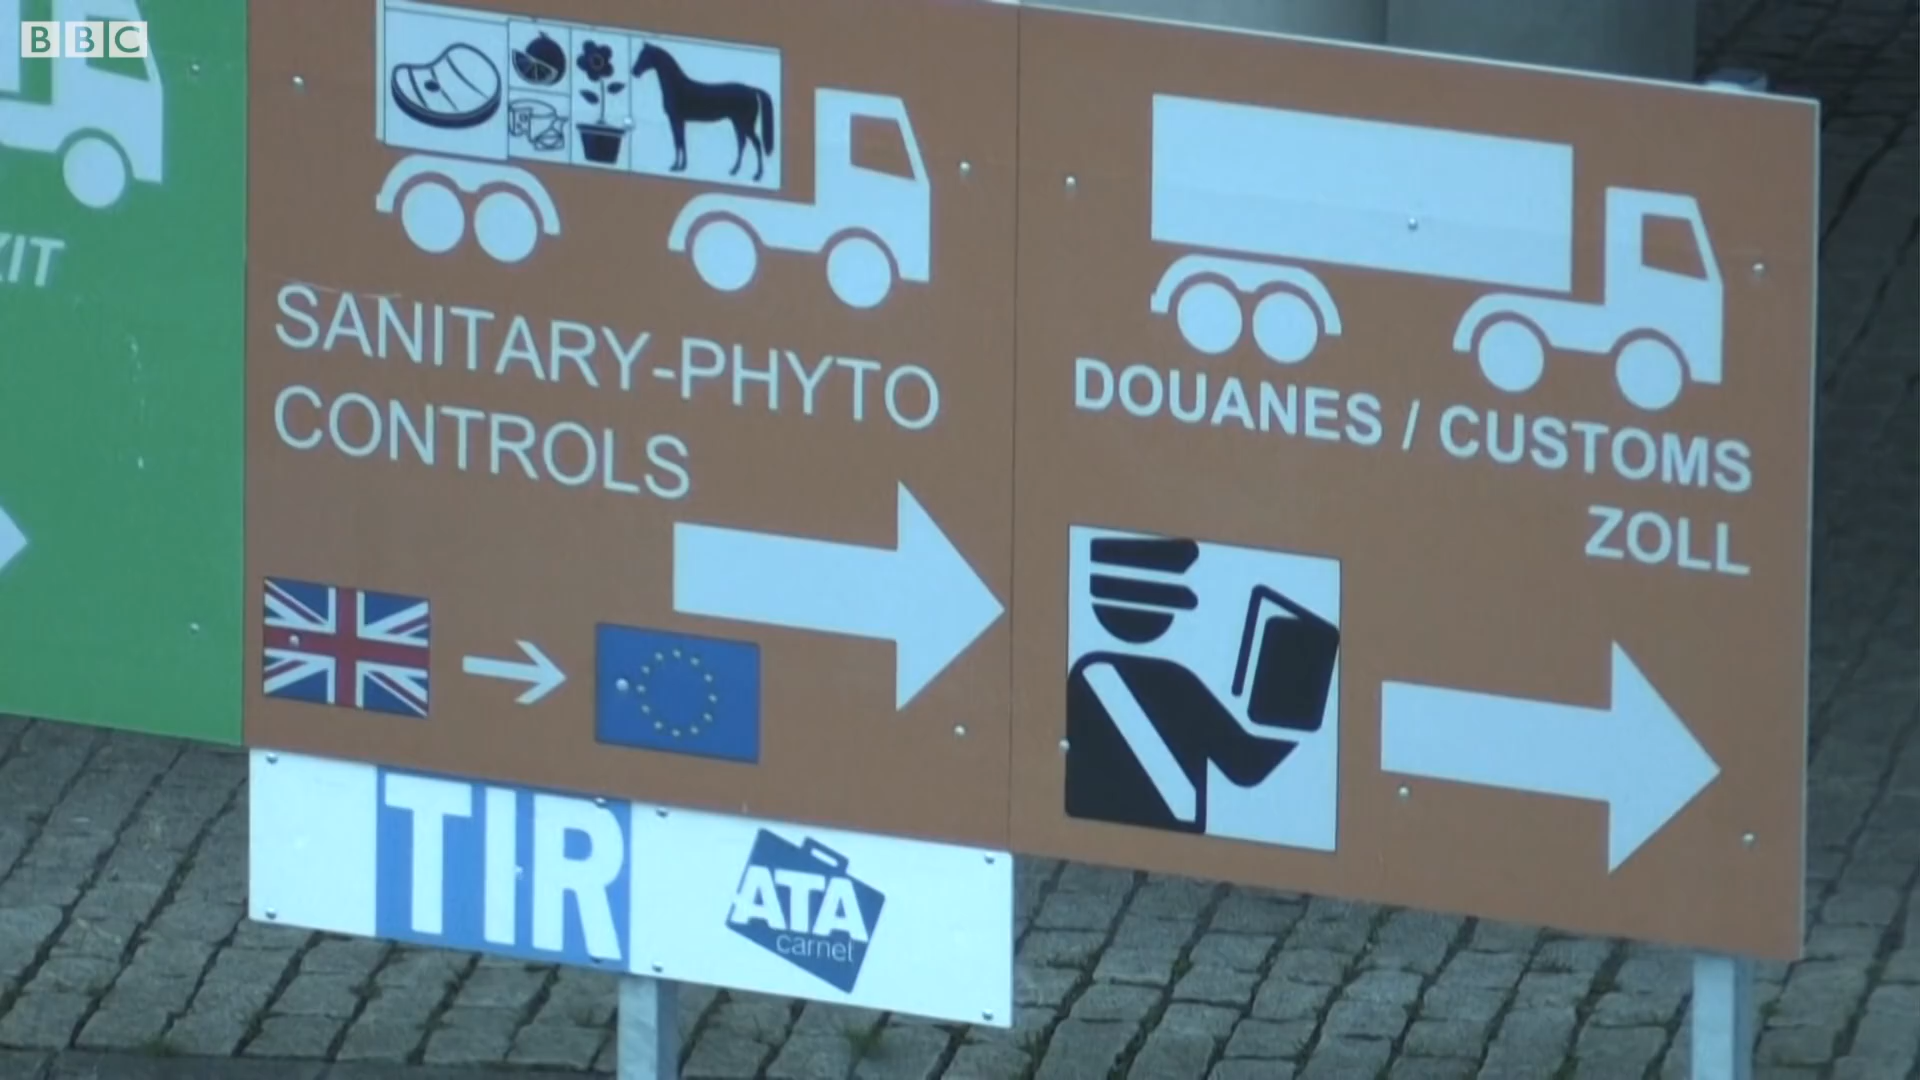 BBC
XIT
SANITARY-PHYTO
CONTROLS
DOUANES / CUSTOMS
ZOLL
TIR
ATA
carnet